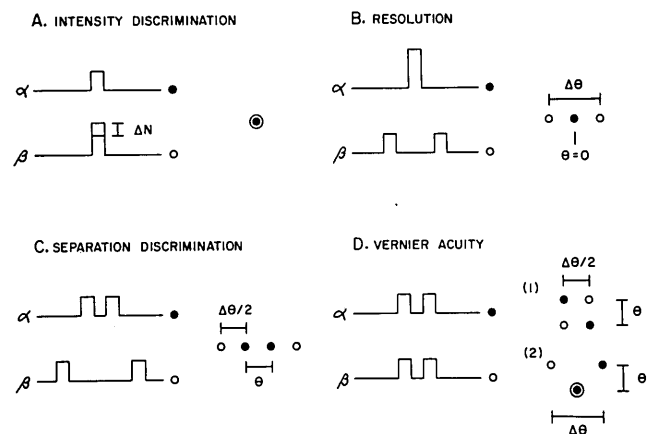 A. INTENSITY DISCRIMINATION
α
β
ΔN
B. RESOLUTION
α
β
Δθ
θ=0
C. SEPARATION DISCRIMINATION
α
β
Δθ/2
θ
D. VERNIER ACUITY
α
β
(1)
Δθ/2
θ
(2)
θ
Δθ